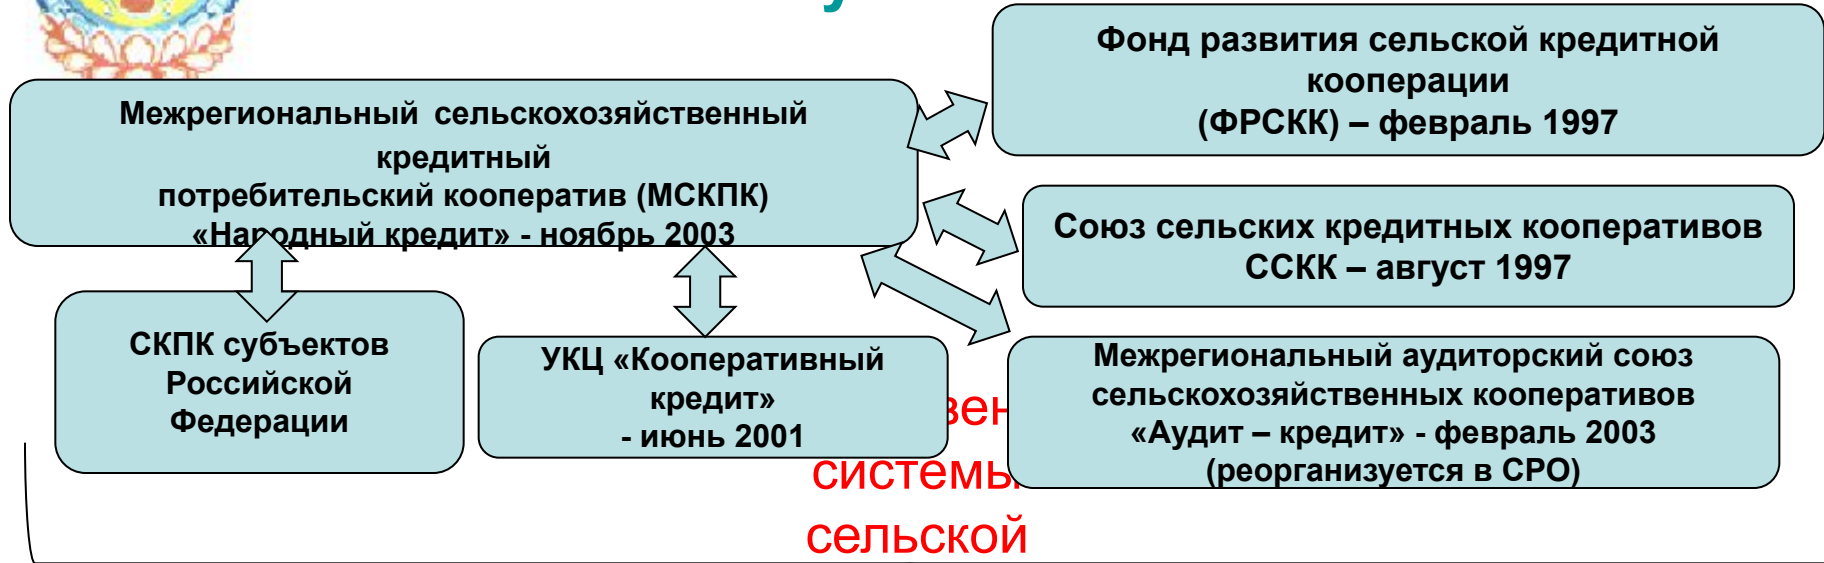 Фонд развития сельской кредитной
кооперации
(ФРСКК) – февраль 1997
Межрегиональный сельскохозяйственный
кредитный
потребительский кооператив (МСКПК)
«Народный кредит» - ноябрь 2003
Союз сельских кредитных кооперативов
ССКК – август 1997
СКПК субъектов
Российской
Федерации
УКЦ «Кооперативный
кредит»
- июнь 2001
Межрегиональный аудиторский союз
сельскохозяйственных кооперативов
«Аудит – кредит» - февраль 2003
(реорганизуется в СРО)
системы
сельской